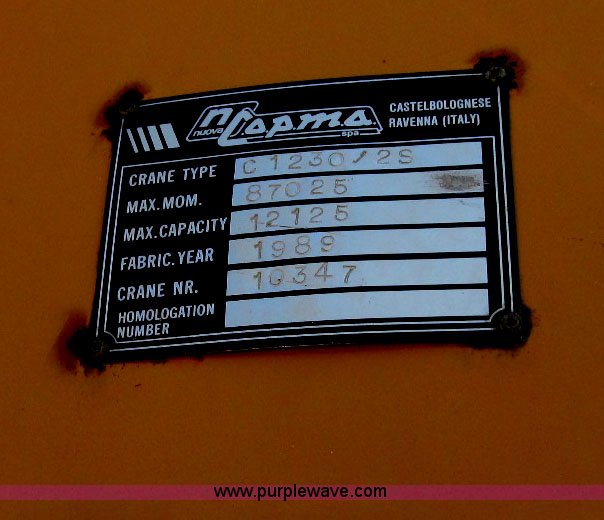 nuova Copma spa
CASTELBOLOGNESE
RAVENNA (ITALY)
CRANE TYPE C1230/2S
MAX. MOM. 87025
MAX. CAPACITY 12125
FABRIC. YEAR 1989
CRANE NR. 10347
HOMOLOGATION
NUMBER
www.purplewave.com